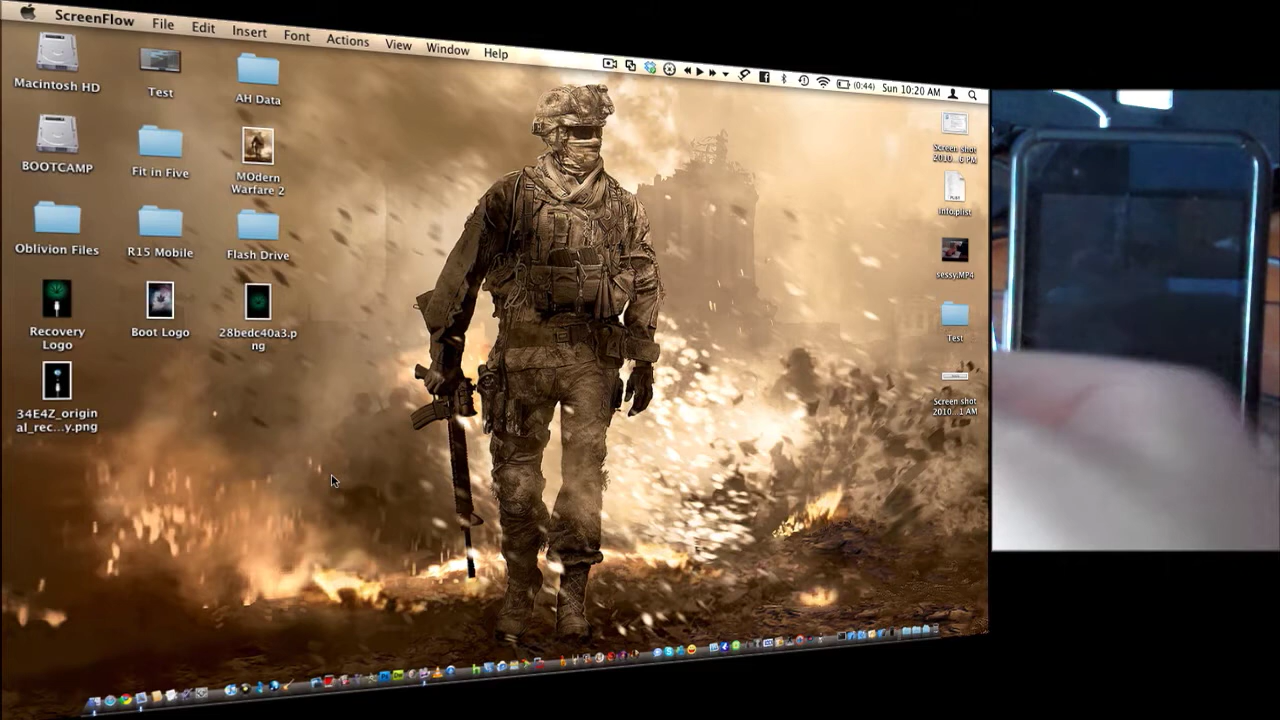 ScreenFlow File Edit Insert Font Actions View Window Help (0:44) Sun 10:20 AM
Macintosh HD
Test
AH Data
BOOTCAMP
Fit in Five
MOdern
Warfare 2
Oblivion Files
R15 Mobile
Flash Drive
Recovery
Logo
Boot Logo
28bedc40a3.p
ng
34E4Z_origin
al_rec...y.png
Screen shot
2010...6 PM
Info.plist
sessy.MP4
Test
Screen shot
2010...1 AM